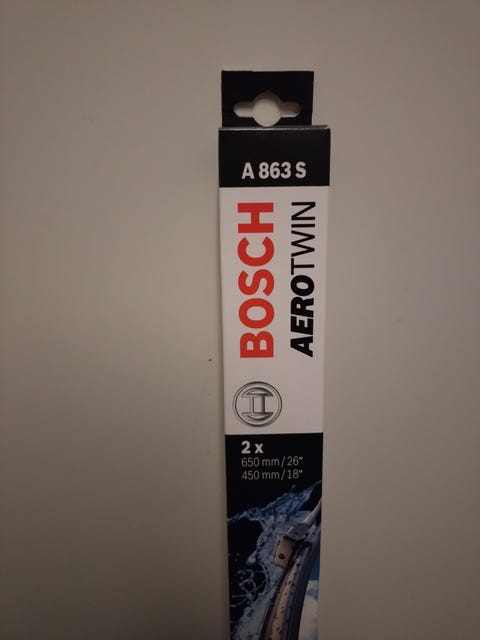 A 863 S
BOSCH
AEROTWIN
2 x
650 mm / 26"
450 mm / 18"